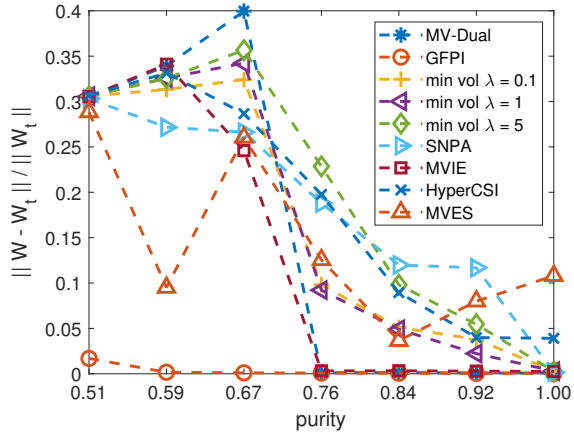 0.4
0.35
0.3
0.25
0.2
0.15
0.1
0.05
0
|| W - W_t || / || W_t ||
0.51 0.59 0.67 0.76 0.84 0.92 1.00
purity
MV-Dual
GFPI
min vol λ = 0.1
min vol λ = 1
min vol λ = 5
SNPA
MVIE
HyperCSI
MVES